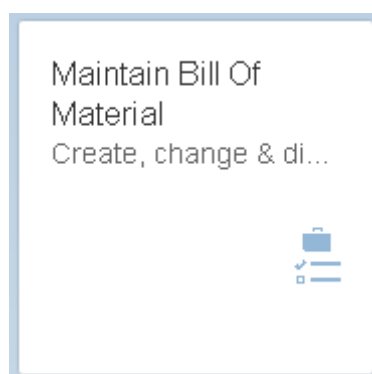 Maintain Bill Of
Material
Create, change & di...